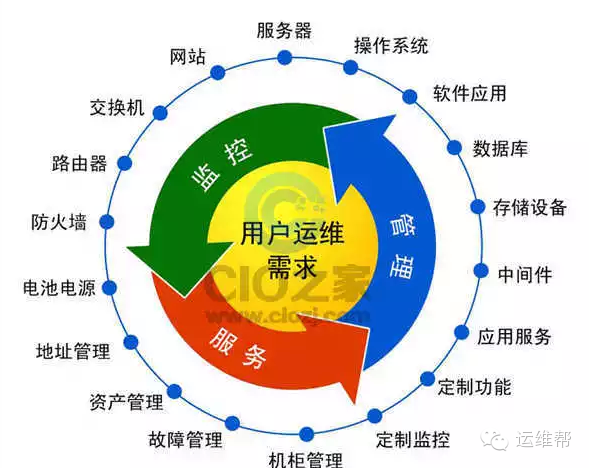 服务器
操作系统
软件应用
数据库
存储设备
中间件
应用服务
定制功能
定制监控
机柜管理
故障管理
资产管理
地址管理
电池电源
防火墙
路由器
交换机
网站
监控
管理
服务
用户运维
需求
CIO之家
www.ciozj.com
运维帮